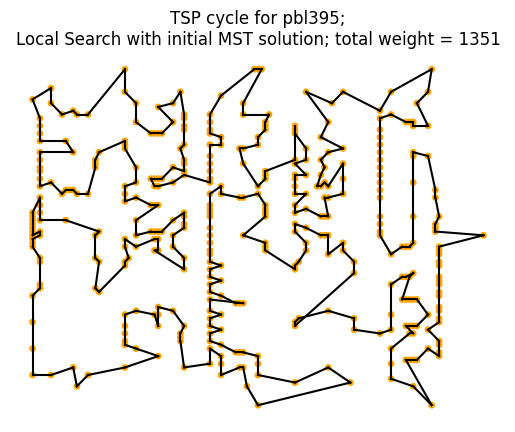 TSP cycle for pbl395;
Local Search with initial MST solution; total weight = 1351